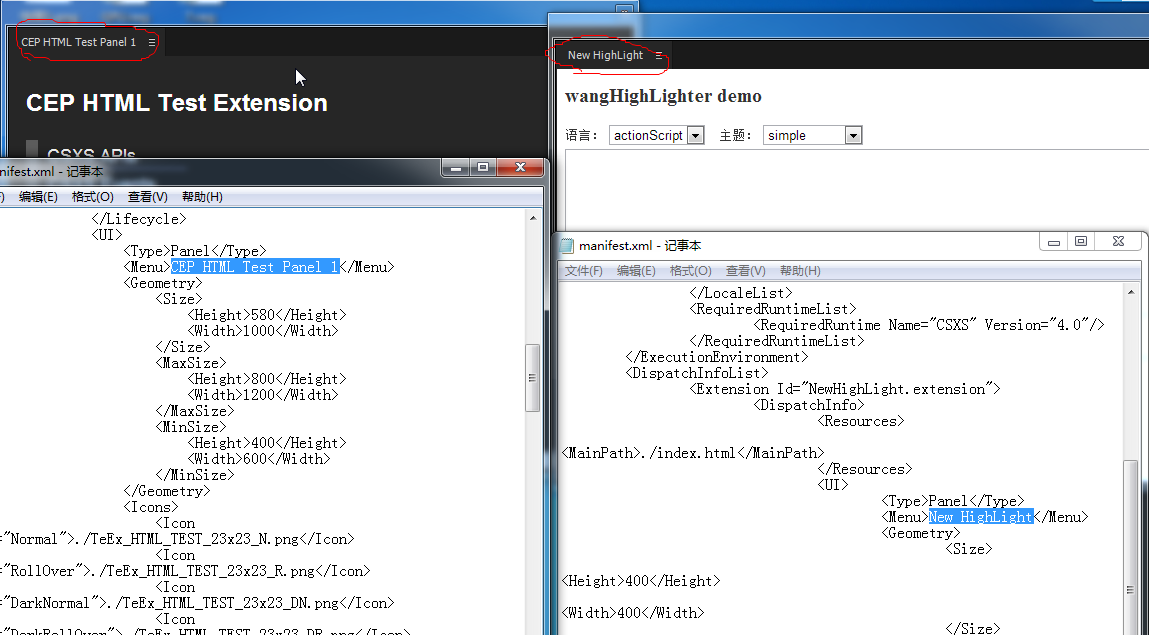 CEP HTML Test Panel 1
CEP HTML Test Extension
CSXS APIs
nifest.xml - 记事本
编辑(E) 格式(O) 查看(V) 帮助(H)
</Lifecycle>
<UI>
<Type>Panel</Type>
<Menu>CEP HTML Test Panel 1</Menu>
<Geometry>
<Size>
<Height>580</Height>
<Width>1000</Width>
</Size>
<MaxSize>
<Height>800</Height>
<Width>1200</Width>
</MaxSize>
<MinSize>
<Height>400</Height>
<Width>600</Width>
</MinSize>
</Geometry>
<Icons>
<Icon
="Normal">./TeEx_HTML_TEST_23x23_N.png</Icon>
<Icon
="RollOver">./TeEx_HTML_TEST_23x23_R.png</Icon>
<Icon
="DarkNormal">./TeEx_HTML_TEST_23x23_DN.png</Icon>
<Icon
="DarkRollOver">./TeEx_HTML_TEST_23x23_DR.png</Icon>
New HighLight
wangHighLighter demo
语言： actionScript 主题： simple
manifest.xml - 记事本
文件(F) 编辑(E) 格式(O) 查看(V) 帮助(H)
</LocaleList>
<RequiredRuntimeList>
<RequiredRuntime Name="CSXS" Version="4.0"/>
</RequiredRuntimeList>
</ExecutionEnvironment>
<DispatchInfoList>
<Extension Id="NewHighLight.extension">
<DispatchInfo>
<Resources>
<MainPath>./index.html</MainPath>
</Resources>
<UI>
<Type>Panel</Type>
<Menu>New HighLight</Menu>
<Geometry>
<Size>
<Height>400</Height>
<Width>400</Width>
</Size>